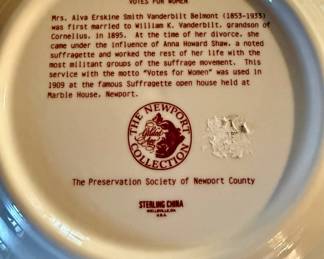 VOTES FOR WOMEN
Mrs. Alva Erskine Smith Vanderbilt Belmont (1853-1933)
was first married to William K. Vanderbilt, grandson of
Cornelius, in 1895. At the time of her divorce, she
came under the influence of Anna Howard Shaw, a noted
suffragette and worked the rest of her life with the
most militant groups of the suffrage movement. This
service with the motto "Votes for Women" was used in
1909 at the famous Suffragette open house held at
Marble House, Newport.
THE NEWPORT
COLLECTION
The Preservation Society of Newport County
STERLING CHINA
WELLSVILLE, OH.
U.S.A.